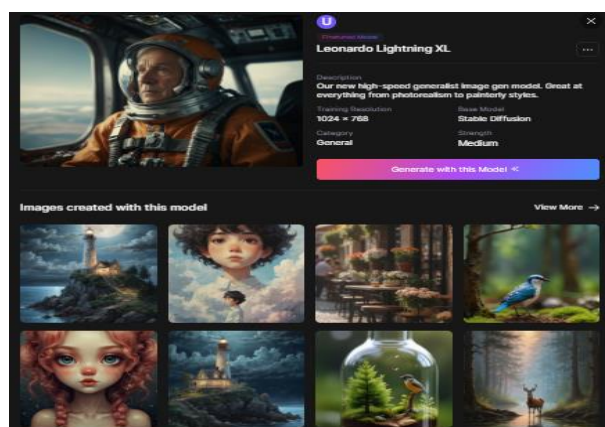 Featured Model
Leonardo Lightning XL
Description
Our new high-speed generalist image gen model. Great at
everything from photorealism to painterly styles.
Training Resolution
Base Model
1024 × 768
Stable Diffusion
Category
Strength
General
Medium
Generate with this Model
Images created with this model
View More →